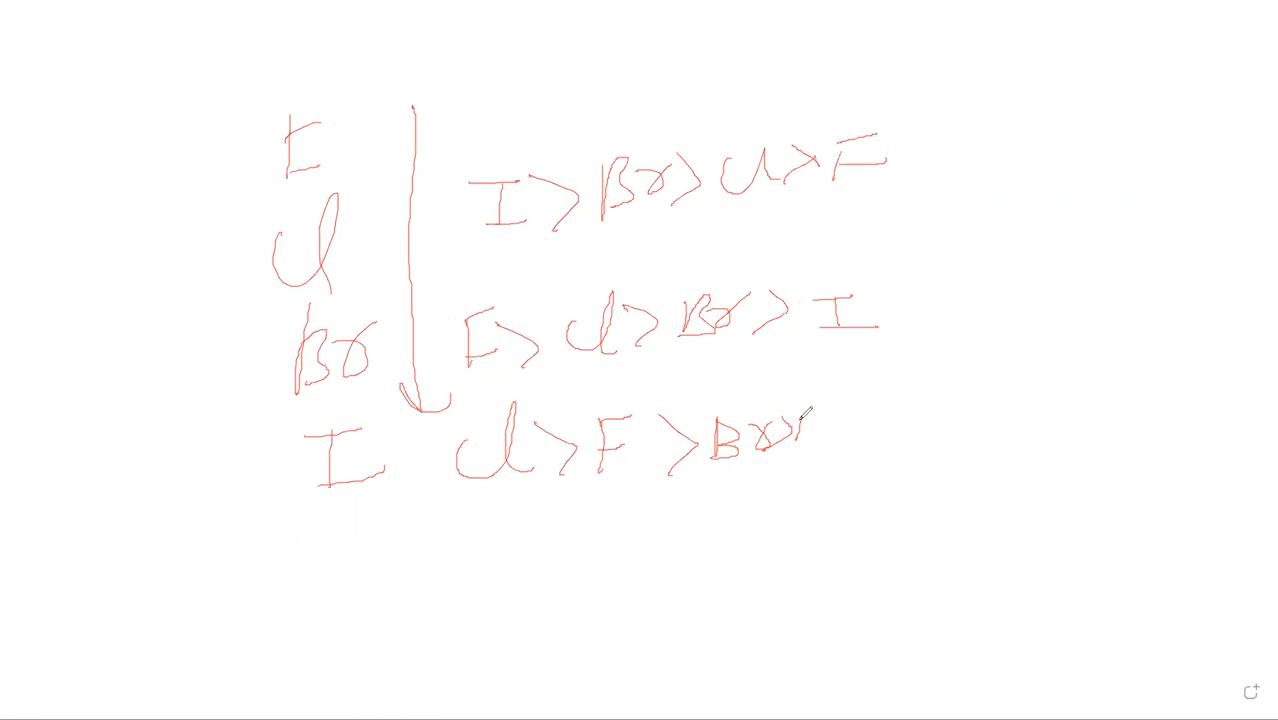 F
I > Br > Cl > F
Cl
Br
F > Cl > Br > I
I
Cl > F > Br >